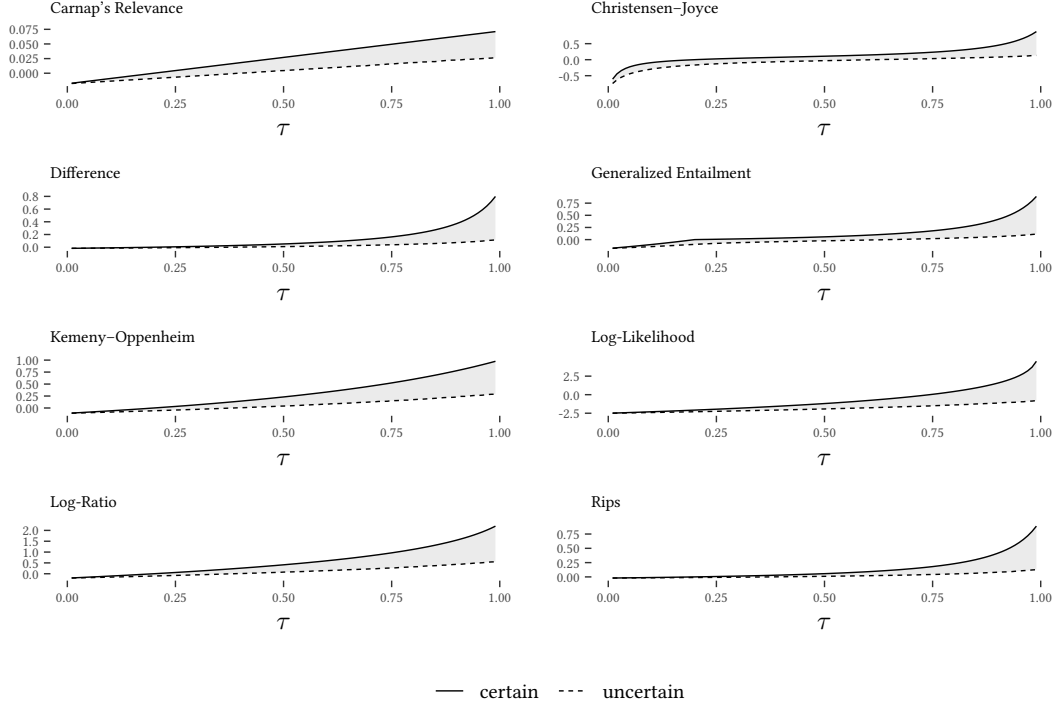 Carnap's Relevance
0.075
0.050
0.025
0.000
0.00 0.25 0.50 0.75 1.00
τ
Christensen–Joyce
0.5
0.0
-0.5
0.00 0.25 0.50 0.75 1.00
τ
Difference
0.8
0.6
0.4
0.2
0.0
0.00 0.25 0.50 0.75 1.00
τ
Generalized Entailment
0.75
0.50
0.25
0.00
0.00 0.25 0.50 0.75 1.00
τ
Kemeny–Oppenheim
1.00
0.75
0.50
0.25
0.00
0.00 0.25 0.50 0.75 1.00
τ
Log-Likelihood
2.5
0.0
-2.5
0.00 0.25 0.50 0.75 1.00
τ
Log-Ratio
2.0
1.5
1.0
0.5
0.0
0.00 0.25 0.50 0.75 1.00
τ
Rips
0.75
0.50
0.25
0.00
0.00 0.25 0.50 0.75 1.00
τ
certain uncertain